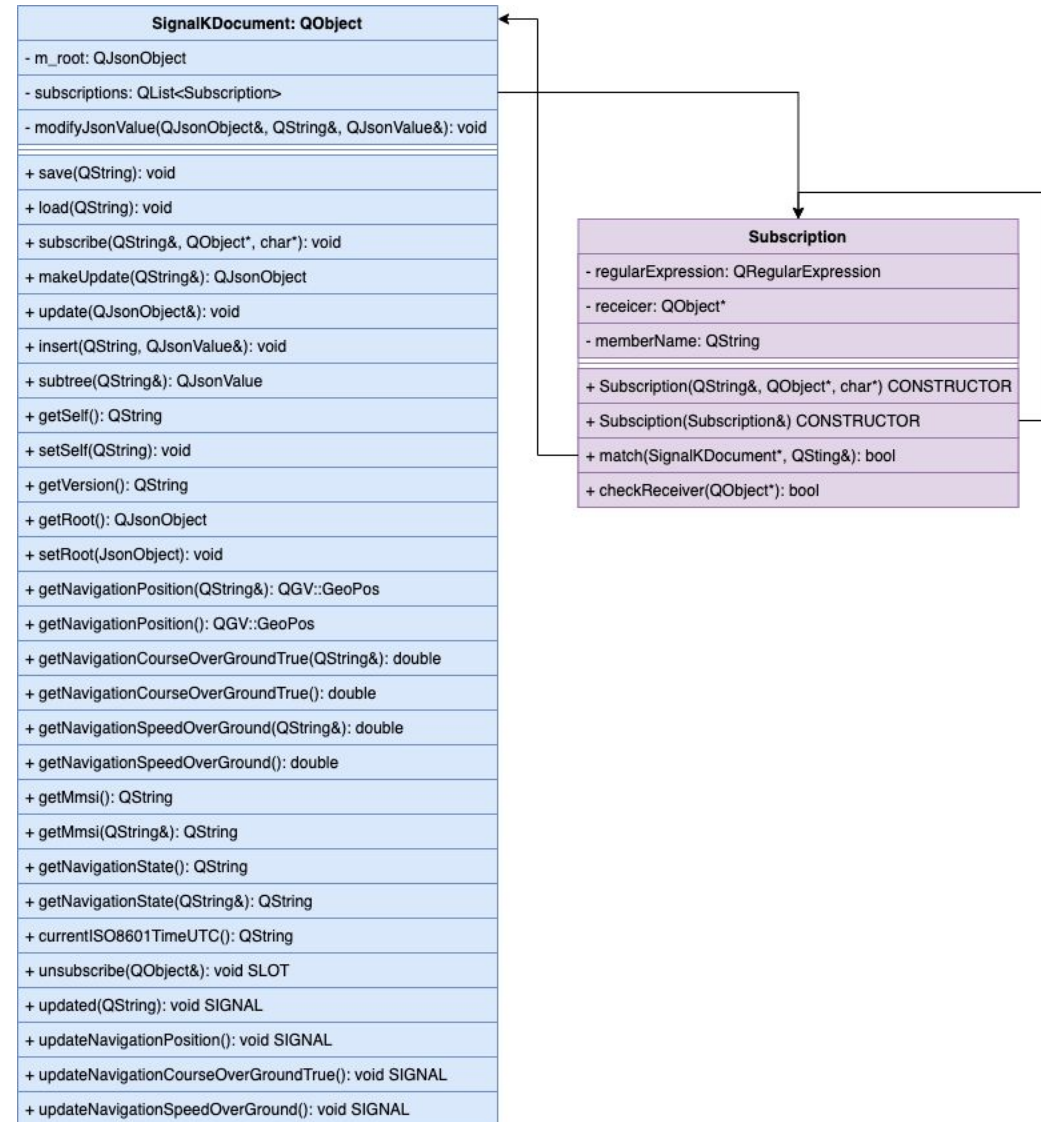 SignalKDocument: QObject
- m_root: QJsonObject
- subscriptions: QList<Subscription>
- modifyJsonValue(QJsonObject&, QString&, QJsonValue&): void
+ save(QString): void
+ load(QString): void
+ subscribe(QString&, QObject*, char*): void
+ makeUpdate(QString&): QJsonObject
+ update(QJsonObject&): void
+ insert(QString, QJsonValue&): void
+ subtree(QString&): QJsonValue
+ getSelf(): QString
+ setSelf(QString): void
+ getVersion(): QString
+ getRoot(): QJsonObject
+ setRoot(JsonObject): void
+ getNavigationPosition(QString&): QGV::GeoPos
+ getNavigationPosition(): QGV::GeoPos
+ getNavigationCourseOverGroundTrue(QString&): double
+ getNavigationCourseOverGroundTrue(): double
+ getNavigationSpeedOverGround(QString&): double
+ getNavigationSpeedOverGround(): double
+ getMmsi(): QString
+ getMmsi(QString&): QString
+ getNavigationState(): QString
+ getNavigationState(QString&): QString
+ currentISO8601TimeUTC(): QString
+ unsubscribe(QObject&): void SLOT
+ updated(QString): void SIGNAL
+ updateNavigationPosition(): void SIGNAL
+ updateNavigationCourseOverGroundTrue(): void SIGNAL
+ updateNavigationSpeedOverGround(): void SIGNAL
Subscription
- regularExpression: QRegularExpression
- receicer: QObject*
- memberName: QString
+ Subscription(QString&, QObject*, char*) CONSTRUCTOR
+ Subsciption(Subscription&) CONSTRUCTOR
+ match(SignalKDocument*, QSting&): bool
+ checkReceiver(QObject*): bool